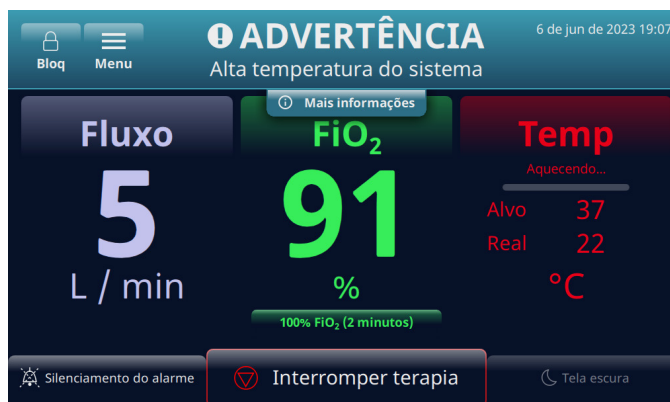 ADVERTÊNCIA
6 de jun de 2023 19:07
Bloq
Menu
Alta temperatura do sistema
Mais informações
Fluxo
FiO₂
Temp
Aquecendo...
5
91
Alvo 37
Real 22
L / min
%
°C
100% FiO₂ (2 minutos)
Silenciamento do alarme
Interromper terapia
Tela escura